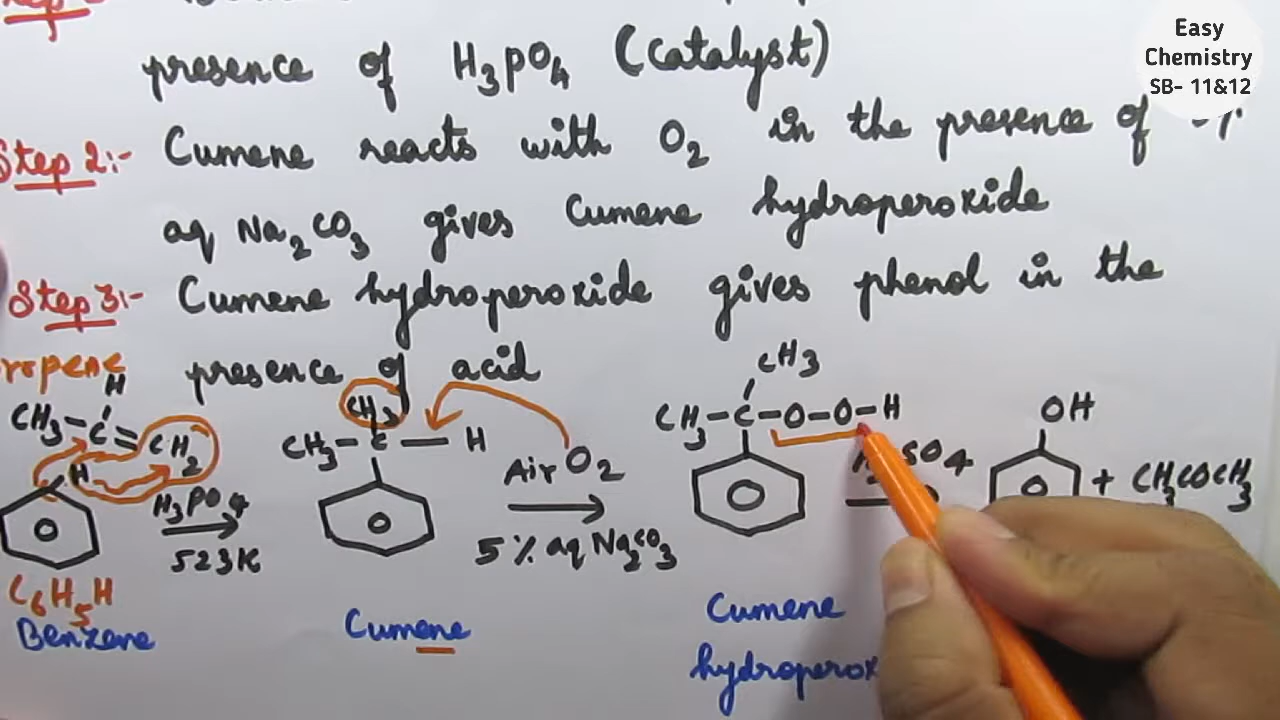 Easy
Chemistry
SB- 11&12
presence of H3PO4 (Catalyst)
Step 2:- Cumene reacts with O2 in the presence of
aq Na2CO3 gives Cumene hydroperoxide
Step 3:- Cumene hydroperoxide gives phenol in the
presence of acid
ropene
H
CH3-C=CH2
H
H3PO4
523K
C6H5H
Benzene
CH3
CH3-C-H
Air O2
5% aq Na2CO3
Cumene
CH3
CH3-C-O-O-H
SO4
Cumene
hydroperox
OH
+ CH3COCH3